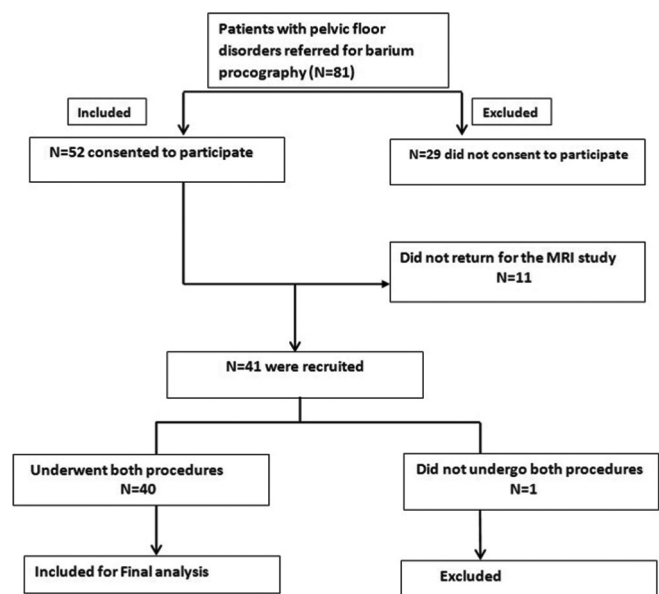 Patients with pelvic floor
disorders referred for barium
procography (N=81)
Included
Excluded
N=52 consented to participate
N=29 did not consent to participate
Did not return for the MRI study
N=11
N=41 were recruited
Underwent both procedures
N=40
Did not undergo both procedures
N=1
Included for Final analysis
Excluded